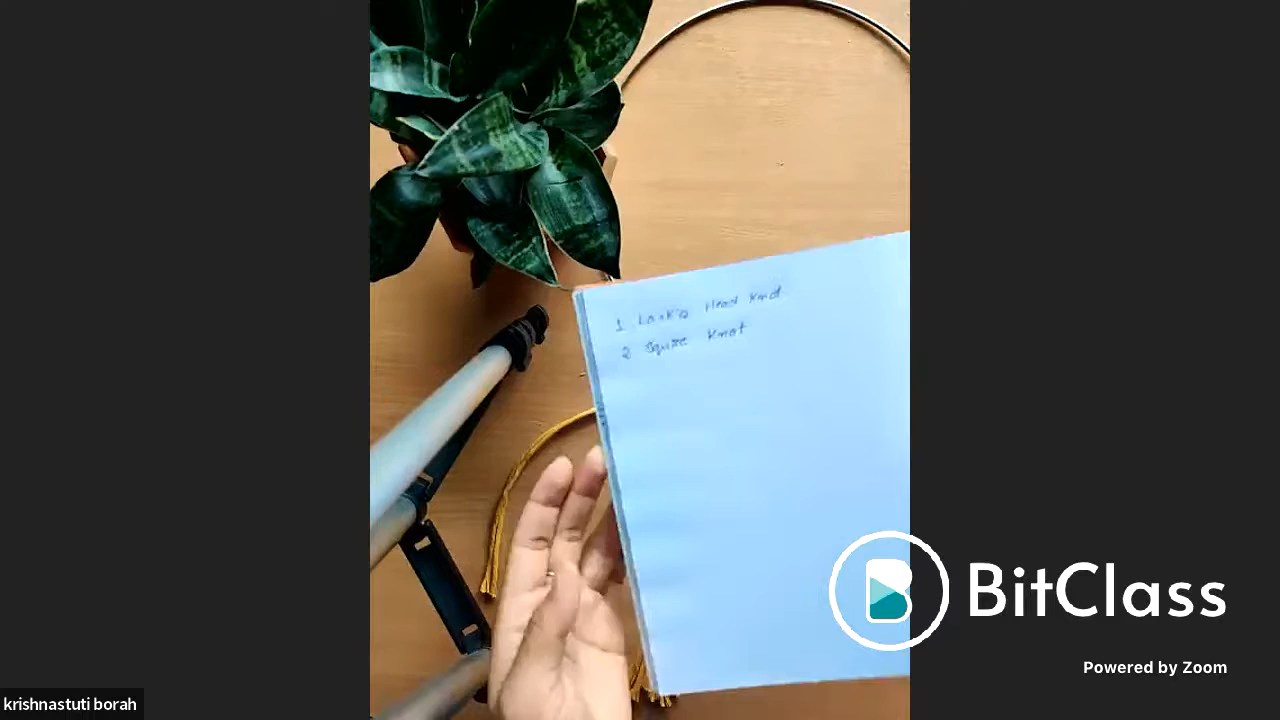 1 Lark's Head Knot
2 Square Knot
BitClass
Powered by Zoom
krishnastuti borah